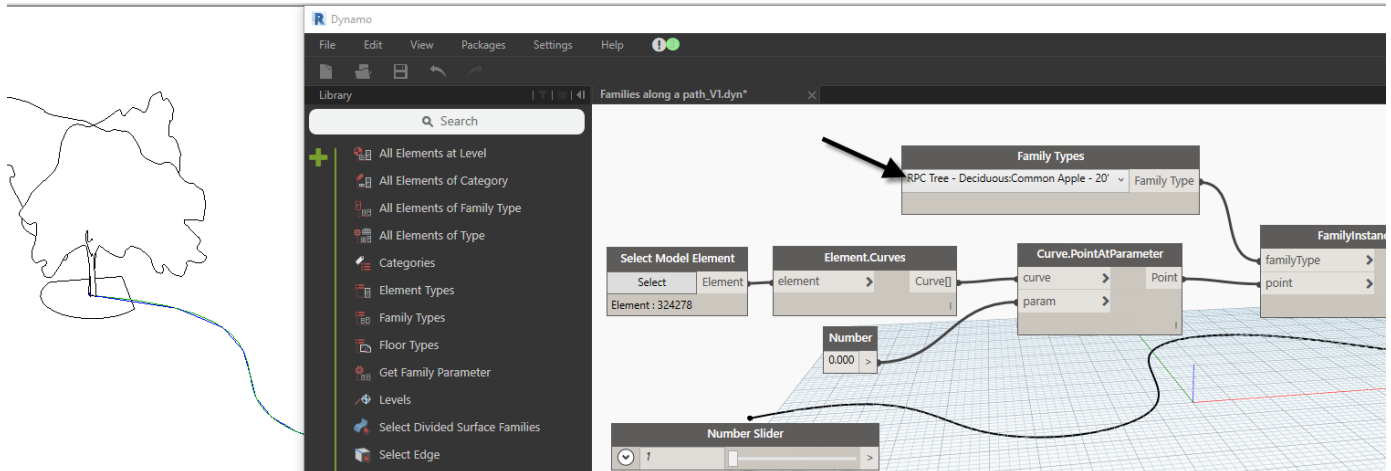 R Dynamo
File Edit View Packages Settings Help
Library
Families along a path_V1.dyn*
Search
All Elements at Level
All Elements of Category
All Elements of Family Type
All Elements of Type
Categories
Element Types
Family Types
Floor Types
Get Family Parameter
Levels
Select Divided Surface Families
Select Edge
Family Types
RPC Tree - Deciduous:Common Apple - 20' Family Type
Select Model Element
Select Element
Element : 324278
Element.Curves
element > Curve[]
Curve.PointAtParameter
curve > Point
param >
FamilyInstanc
familyType >
point >
Number
0.000 >
Number Slider
1 >